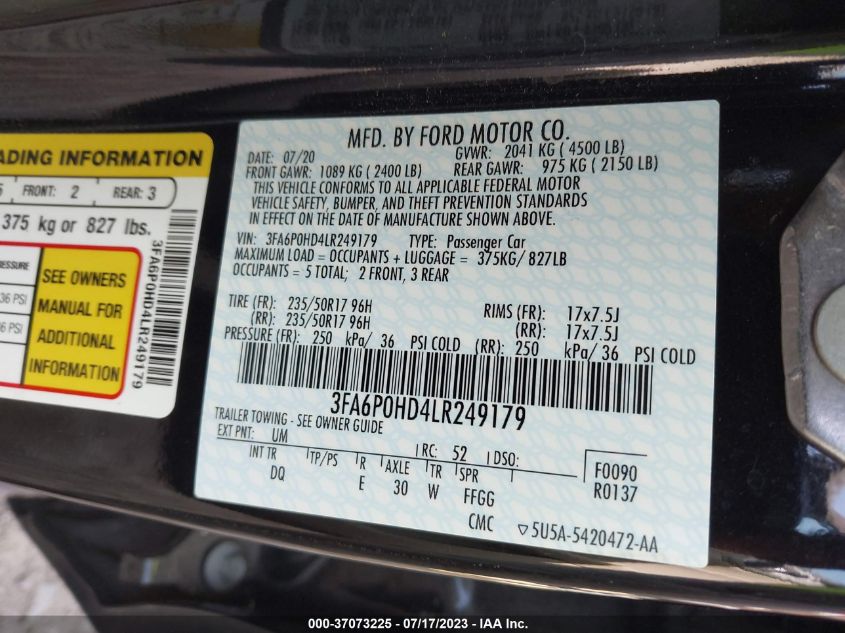 MFD. BY FORD MOTOR CO.
DATE: 07/20 GVWR: 2041 KG ( 4500 LB)
FRONT GAWR: 1089 KG ( 2400 LB) REAR GAWR: 975 KG ( 2150 LB)
THIS VEHICLE CONFORMS TO ALL APPLICABLE FEDERAL MOTOR
VEHICLE SAFETY, BUMPER, AND THEFT PREVENTION STANDARDS
IN EFFECT ON THE DATE OF MANUFACTURE SHOWN ABOVE.
VIN: 3FA6P0HD4LR249179 TYPE: Passenger Car
MAXIMUM LOAD = OCCUPANTS + LUGGAGE = 375KG/ 827LB
OCCUPANTS = 5 TOTAL; 2 FRONT, 3 REAR
TIRE (FR): 235/50R17 96H RIMS (FR): 17x7.5J
(RR): 235/50R17 96H (RR): 17x7.5J
PRESSURE (FR): 250 kPa/ 36 PSI COLD (RR): 250 kPa/ 36 PSI COLD
3FA6P0HD4LR249179
TRAILER TOWING - SEE OWNER GUIDE
EXT PNT: UM RC: 52 DSO:
INT TR TP/PS R AXLE TR SPR F0090
DQ E 30 W FFGG R0137
CMC ▽5U5A-5420472-AA
ADING INFORMATION
5 FRONT: 2 REAR: 3
375 kg or 827 lbs.
RESSURE
36 PSI
36 PSI
SEE OWNERS
MANUAL FOR
ADDITIONAL
INFORMATION
3FA6P0HD4LR249179
000-37073225 - 07/17/2023 - IAA Inc.